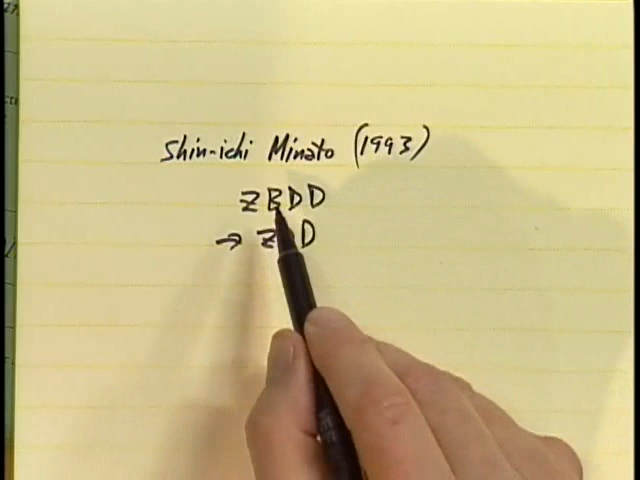 Shin-ichi Minato (1993)
ZBDD
→ Z D